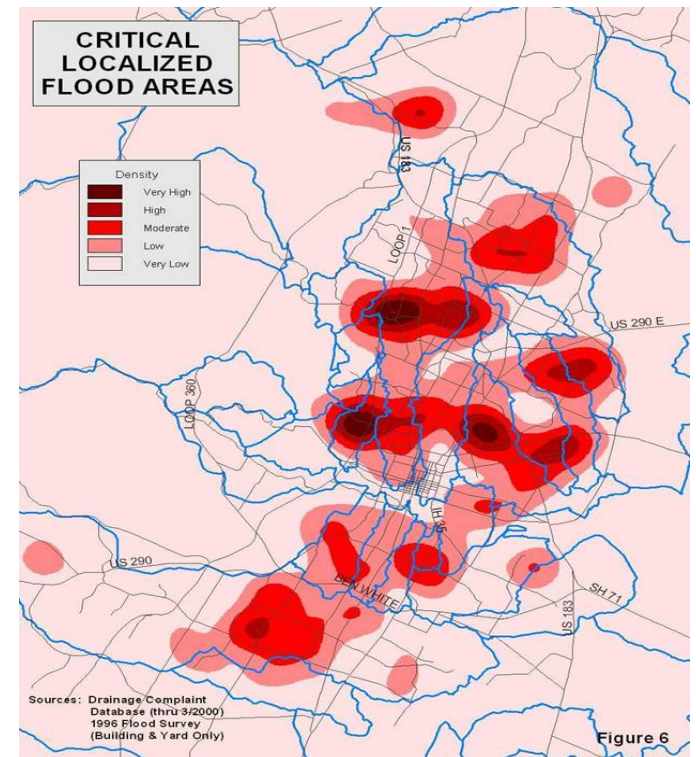 CRITICAL
LOCALIZED
FLOOD AREAS
Density
Very High
High
Moderate
Low
Very Low
US 183
LOOP 1
US 290 E
LOOP 360
IH 35
US 290
BEN WHITE
SH 71
US 183
Sources: Drainage Complaint
Database (thru 3/2000)
1996 Flood Survey
(Building & Yard Only)
Figure 6